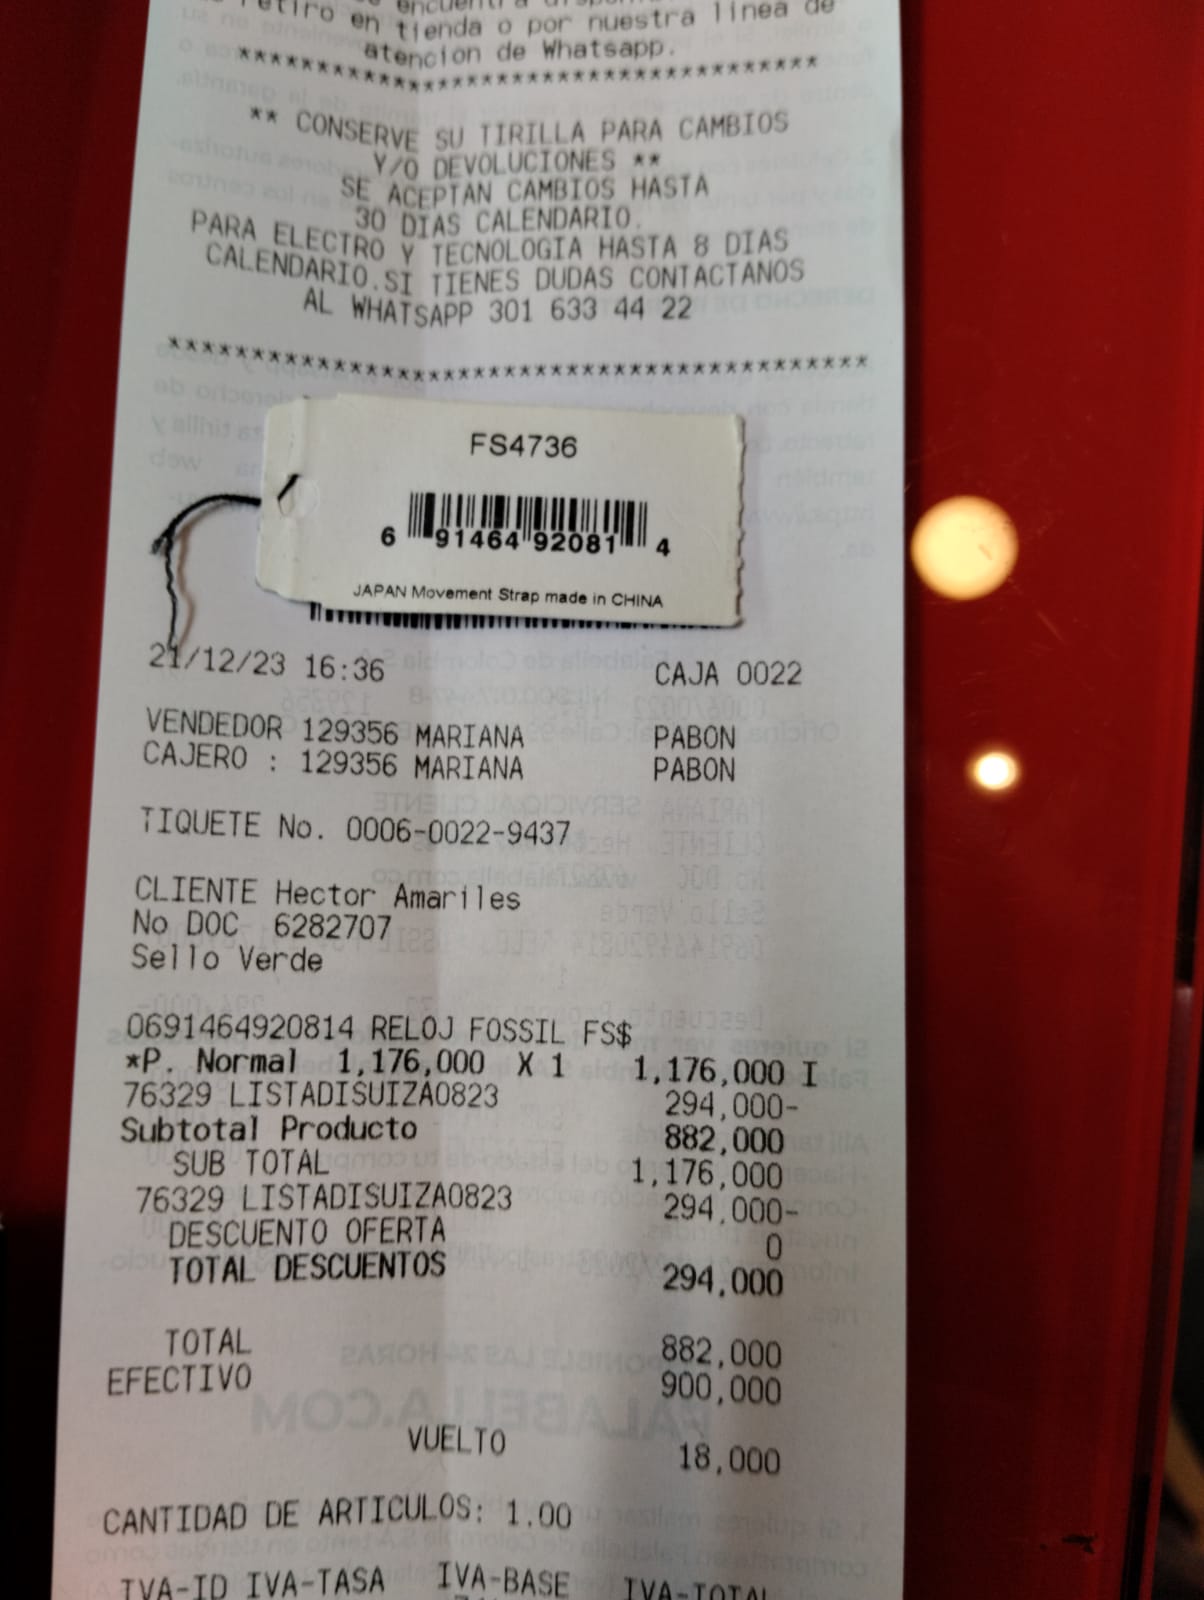 retiro en tienda o por nuestra linea de
atencion de Whatsapp.
******************************************
** CONSERVE SU TIRILLA PARA CAMBIOS
Y/O DEVOLUCIONES **
SE ACEPTAN CAMBIOS HASTA
30 DIAS CALENDARIO.
PARA ELECTRO Y TECNOLOGIA HASTA 8 DIAS
CALENDARIO.SI TIENES DUDAS CONTACTANOS
AL WHATSAPP 301 633 44 22
******************************************
FS4736
6 91464 92081 4
JAPAN Movement Strap made in CHINA
21/12/23 16:36 CAJA 0022
VENDEDOR 129356 MARIANA PABON
CAJERO : 129356 MARIANA PABON
TIQUETE No. 0006-0022-9437
CLIENTE Hector Amariles
No DOC 6282707
Sello Verde
0691464920814 RELOJ FOSSIL FS$
*P. Normal 1,176,000 X 1 1,176,000 I
76329 LISTADISUIZA0823 294,000-
Subtotal Producto 882,000
SUB TOTAL 1,176,000
76329 LISTADISUIZA0823 294,000-
DESCUENTO OFERTA 0
TOTAL DESCUENTOS 294,000
TOTAL 882,000
EFECTIVO 900,000
VUELTO 18,000
CANTIDAD DE ARTICULOS: 1.00
IVA-ID IVA-TASA IVA-BASE IVA-TOTAL